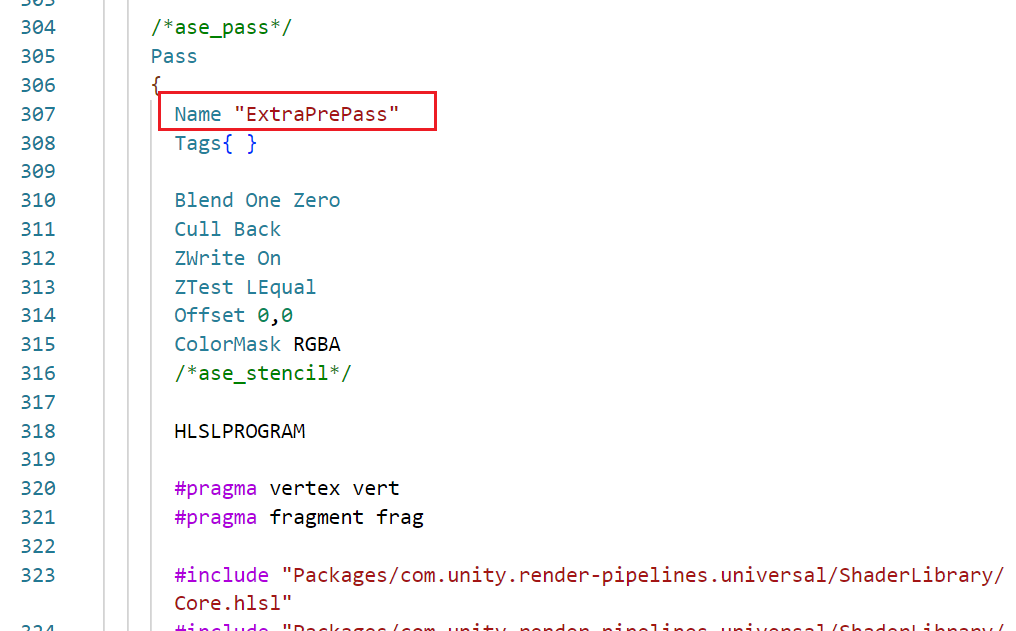 303
304 /*ase_pass*/
305 Pass
306 {
307 Name "ExtraPrePass"
308 Tags{ }
309
310 Blend One Zero
311 Cull Back
312 ZWrite On
313 ZTest LEqual
314 Offset 0,0
315 ColorMask RGBA
316 /*ase_stencil*/
317
318 HLSLPROGRAM
319
320 #pragma vertex vert
321 #pragma fragment frag
322
323 #include "Packages/com.unity.render-pipelines.universal/ShaderLibrary/
Core.hlsl"
324 #include "Packages/com.unity.render-pipelines.universal/ShaderLibrary/